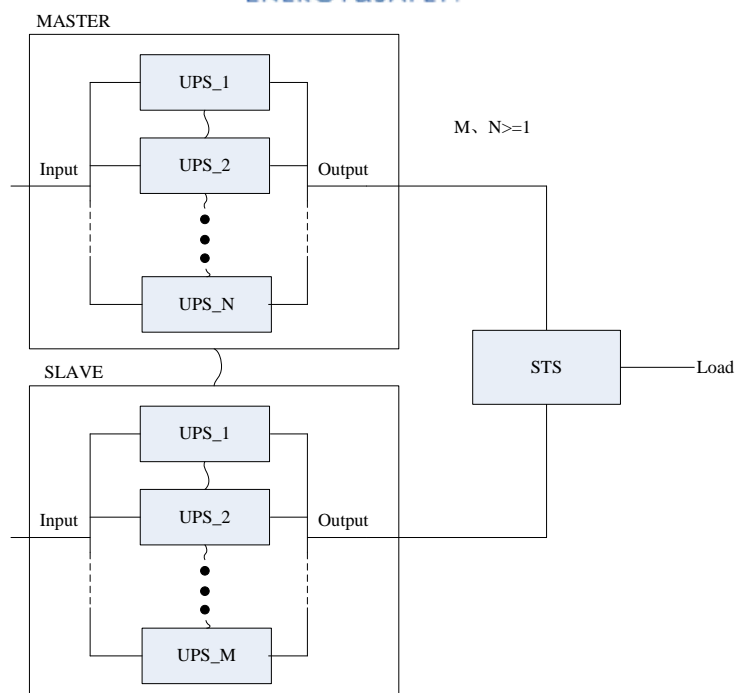 MASTER
UPS_1
M、N>=1
Input
UPS_2
Output
UPS_N
STS
Load
SLAVE
UPS_1
Input
UPS_2
Output
UPS_M